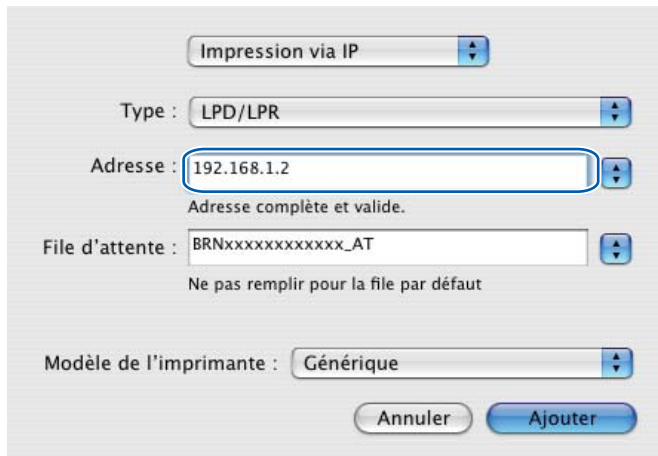 Impression via IP
Type : LPD/LPR
Adresse : 192.168.1.2
Adresse complète et valide.
File d'attente : BRNxxxxxxxxxxxx_AT
Ne pas remplir pour la file par défaut
Modèle de l'imprimante : Générique
Annuler Ajouter